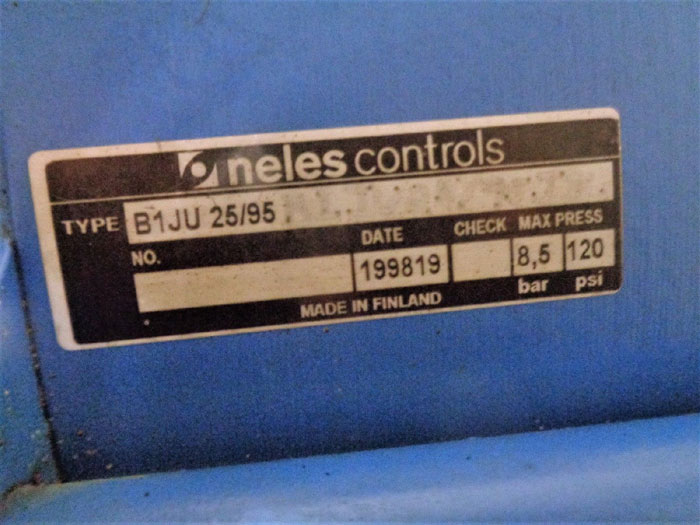 neles controls
TYPE B1JU 25/95
NO. DATE CHECK MAX PRESS
199819 8,5 120
bar psi
MADE IN FINLAND